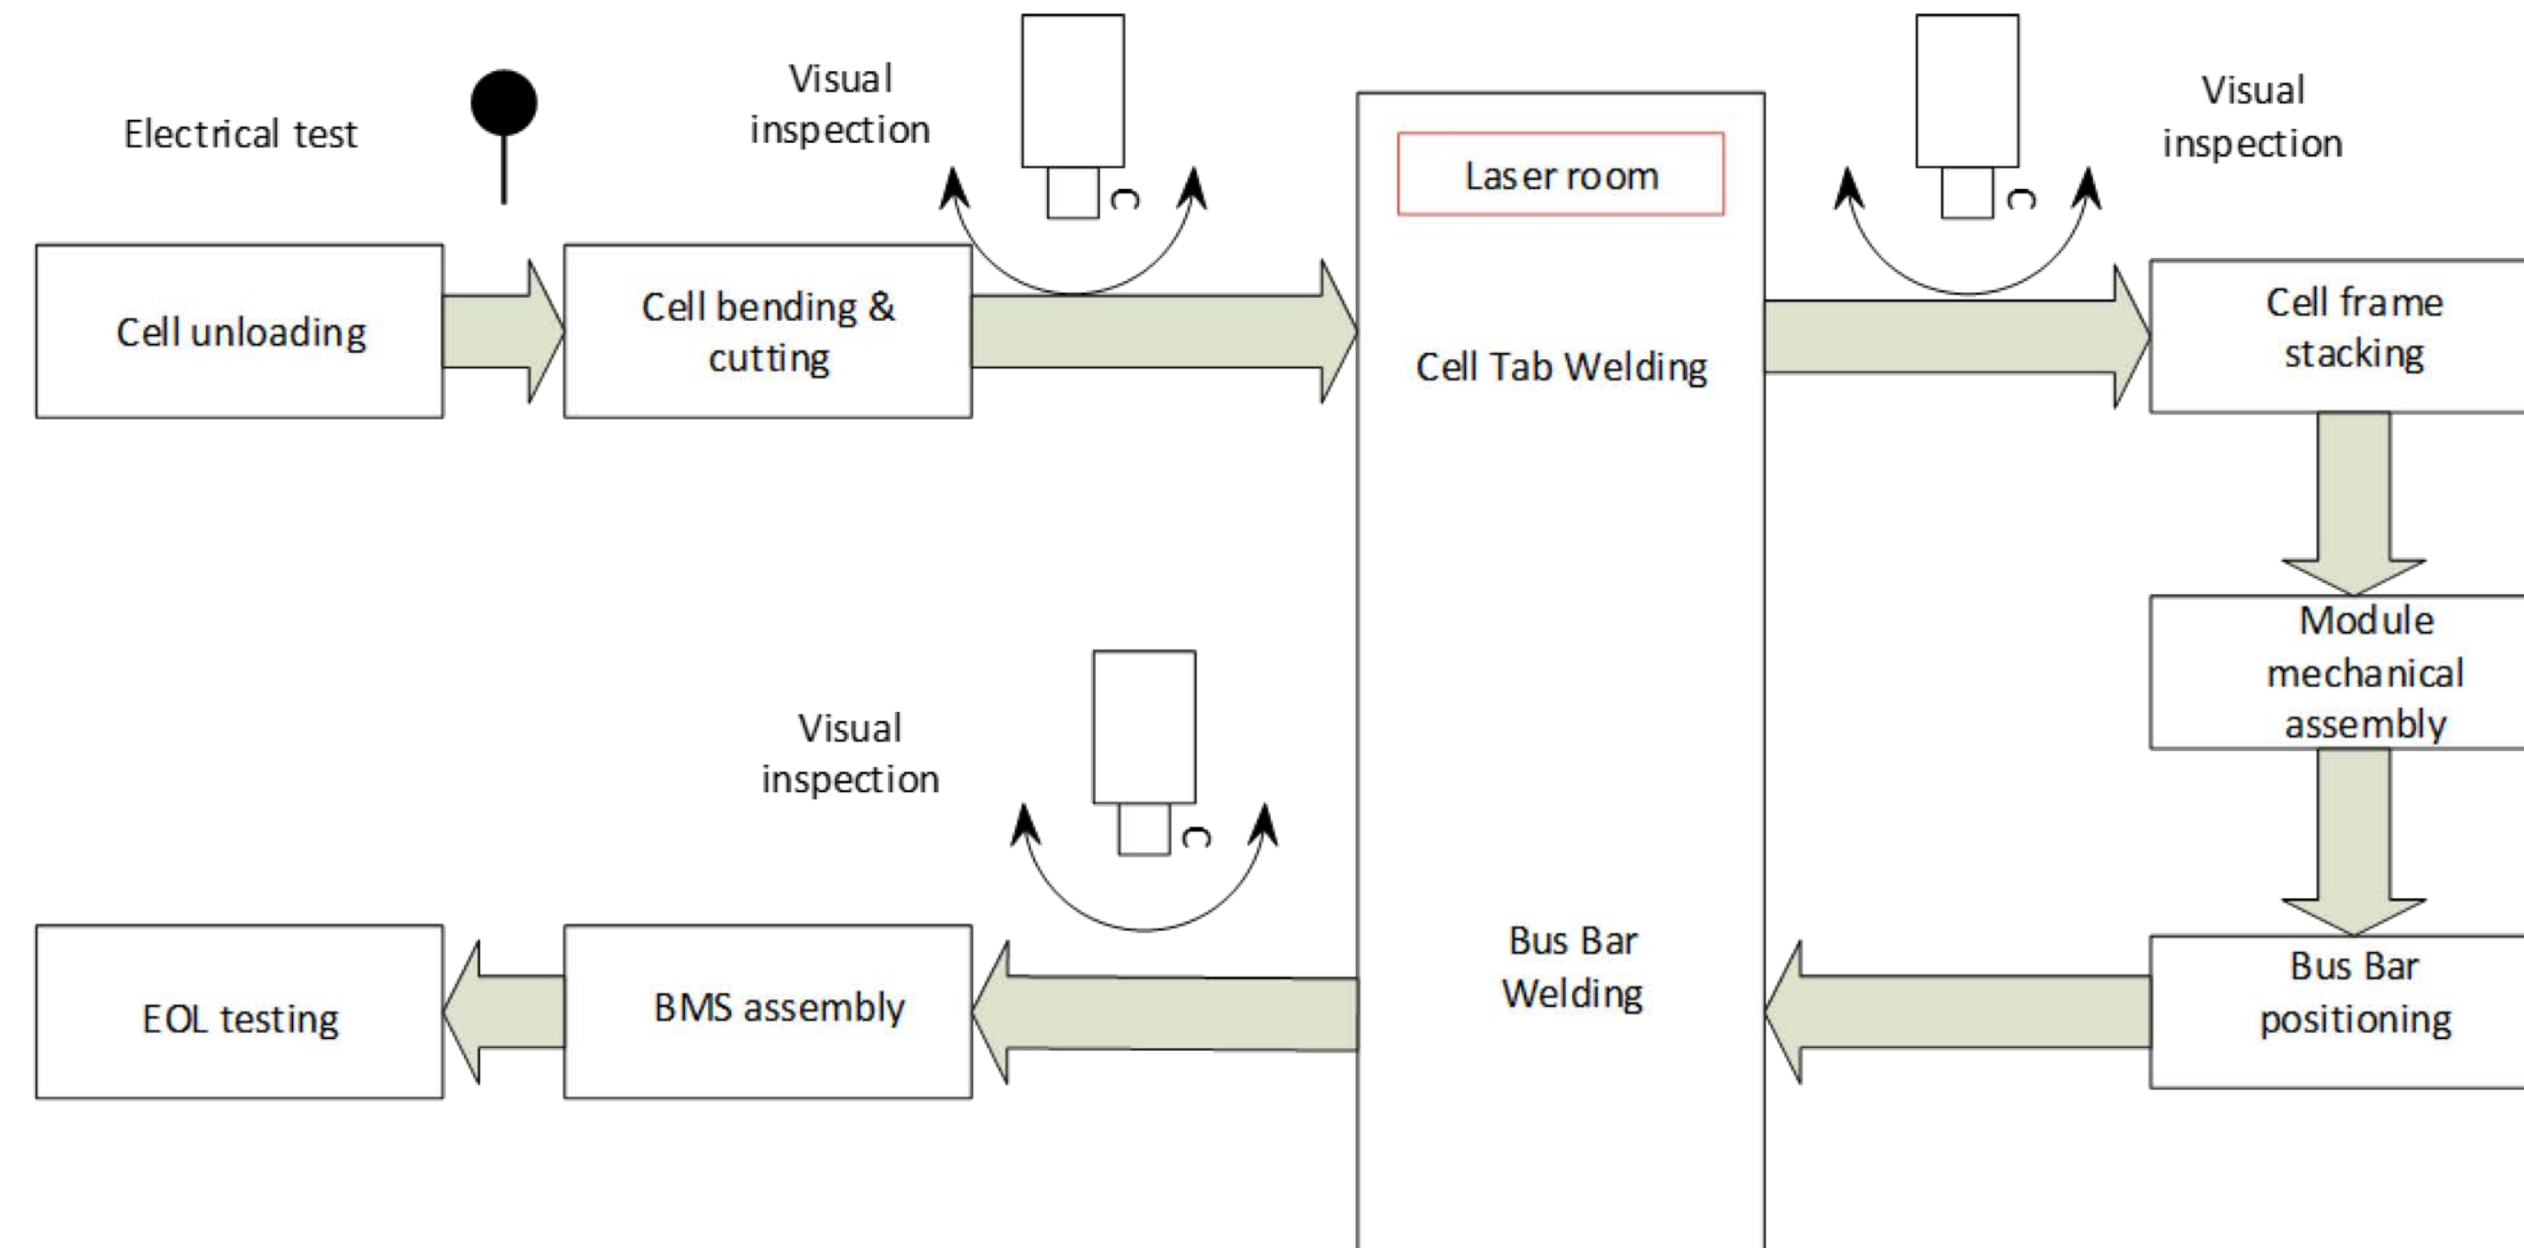 Electrical test
Visual
inspection
C
Laser room
C
Visual
inspection
Cell unloading
Cell bending &
cutting
Cell Tab Welding
Cell frame
stacking
Module
mechanical
assembly
Visual
inspection
C
EOL testing
BMS assembly
Bus Bar
Welding
Bus Bar
positioning